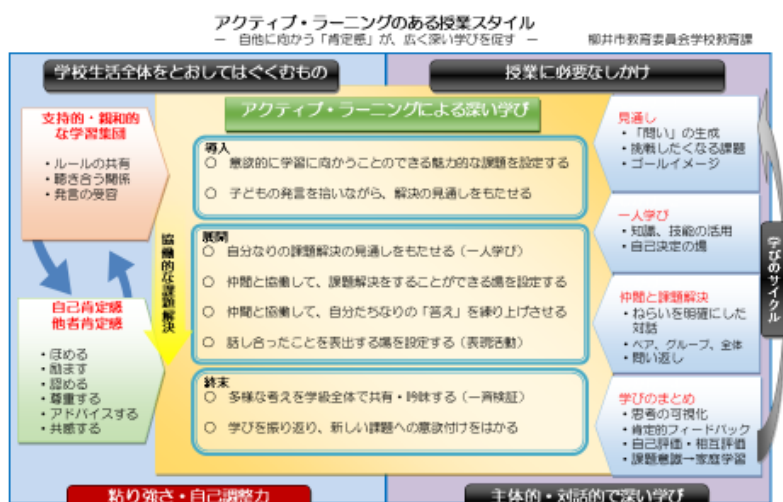 アクティブ・ラーニングのある授業スタイル
― 自他に向かう「肯定感」が、広く深い学びを促す ―
柳井市教育委員会学校教育課
学校生活全体をとおしてはぐくむもの
授業に必要なしかけ
支持的・親和的
な学習集団
・ルールの共有
・聴き合う関係
・発言の受容
自己肯定感
他者肯定感
・ほめる
・励ます
・認める
・尊重する
・アドバイスする
・共感する
協働的な課題解決
アクティブ・ラーニングによる深い学び
導入
○ 意欲的に学習に向かうことのできる魅力的な課題を設定する
○ 子どもの発言を拾いながら、解決の見通しをもたせる
展開
○ 自分なりの課題解決の見通しをもたせる(一人学び)
○ 仲間と協働して、課題解決をすることができる場を設定する
○ 仲間と協働して、自分たちなりの「答え」を練り上げさせる
○ 話し合ったことを表出する場を設定する(表現活動)
終末
○ 多様な考えを学級全体で共有・吟味する(一斉検証)
○ 学びを振り返り、新しい課題への意欲付けをはかる
見通し
・「問い」の生成
・挑戦したくなる課題
・ゴールイメージ
一人学び
・知識、技能の活用
・自己決定の場
仲間と課題解決
・ねらいを明確にした
対話
・ペア、グループ、全体
・問い返し
学びのまとめ
・思考の可視化
・肯定的フィードバック
・自己評価・相互評価
・課題意識→家庭学習
学びのサイクル
粘り強さ・自己調整力
主体的・対話的で深い学び